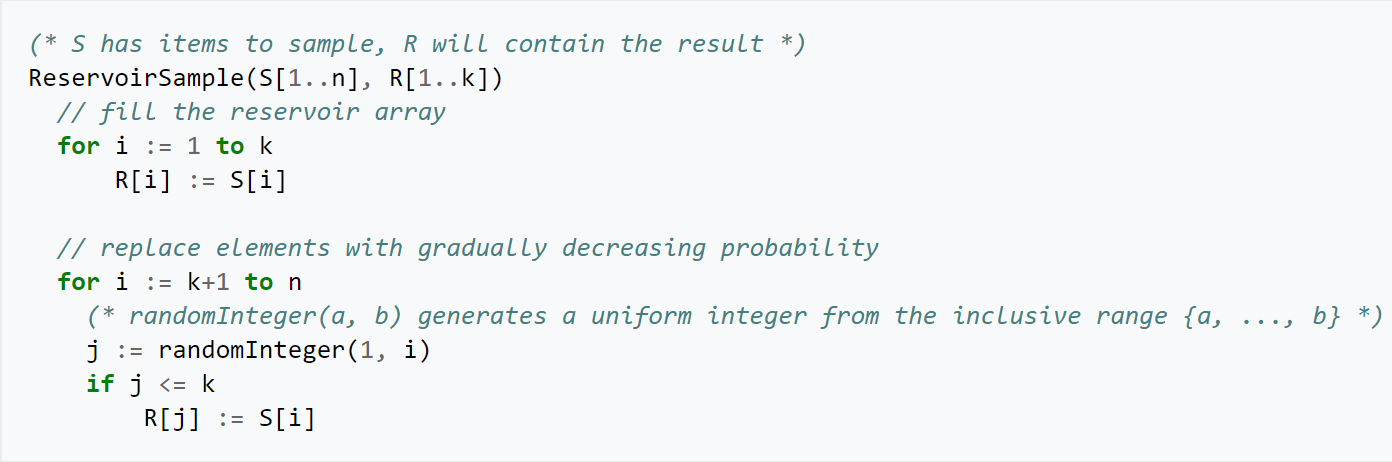 (* S has items to sample, R will contain the result *)
ReservoirSample(S[1..n], R[1..k])
  // fill the reservoir array
  for i := 1 to k
      R[i] := S[i]

  // replace elements with gradually decreasing probability
  for i := k+1 to n
    (* randomInteger(a, b) generates a uniform integer from the inclusive range {a, ..., b} *)
    j := randomInteger(1, i)
    if j <= k
        R[j] := S[i]